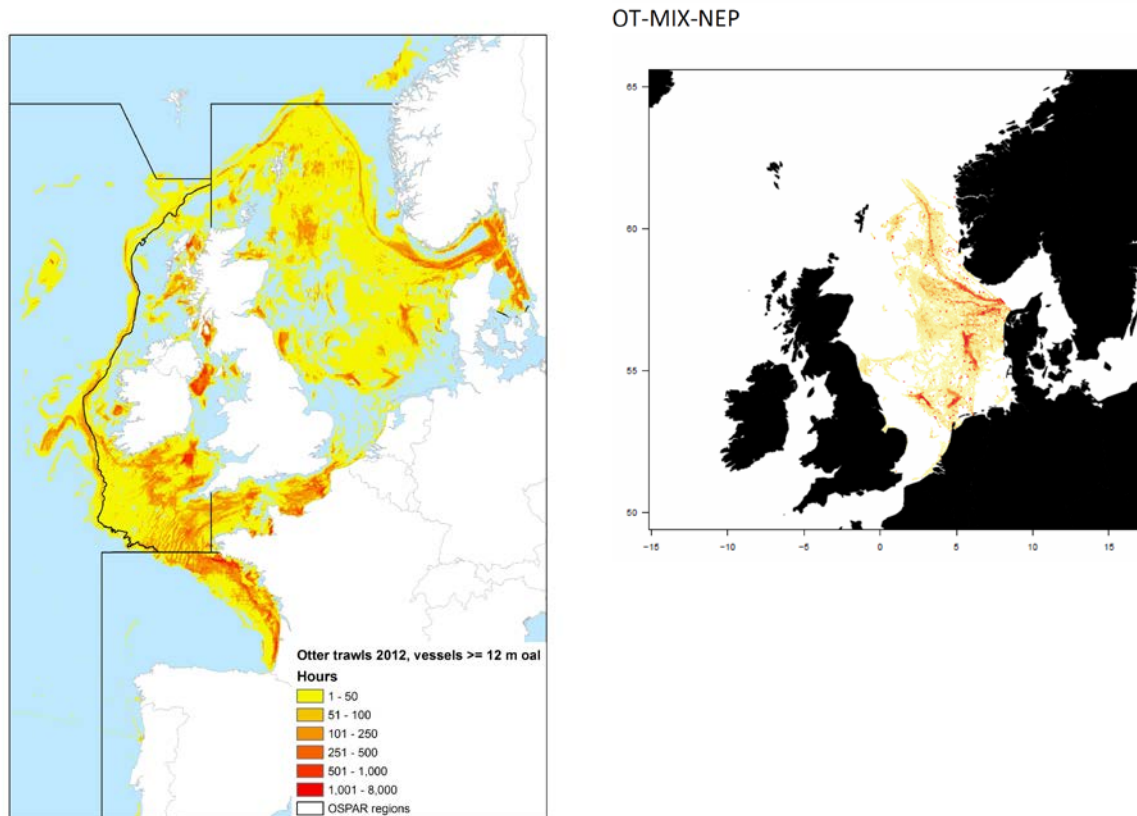 OT-MIX-NEP
Otter trawls 2012, vessels >= 12 m oal
Hours
1 - 50
51 - 100
101 - 250
251 - 500
501 - 1,000
1,001 - 8,000
OSPAR regions
65
60
55
50
−15 −10 −5 0 5 10 15